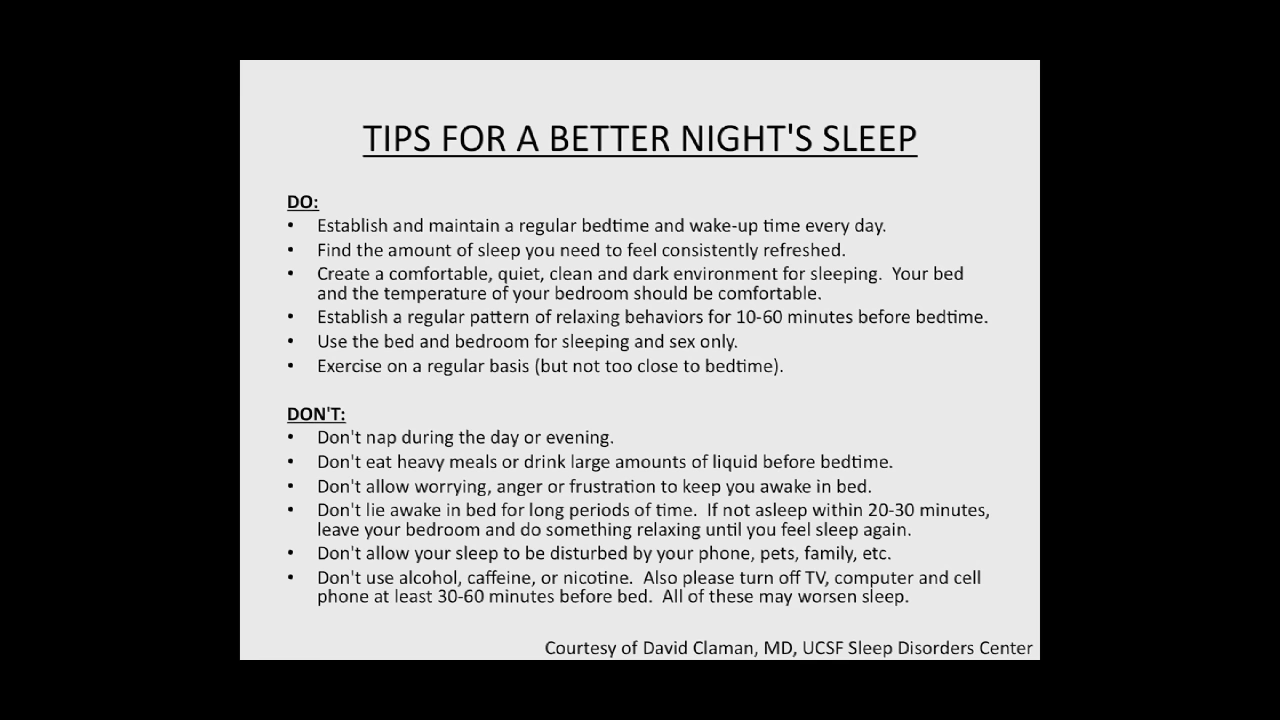 TIPS FOR A BETTER NIGHT'S SLEEP
DO:
• Establish and maintain a regular bedtime and wake-up time every day.
• Find the amount of sleep you need to feel consistently refreshed.
• Create a comfortable, quiet, clean and dark environment for sleeping.  Your bed
and the temperature of your bedroom should be comfortable.
• Establish a regular pattern of relaxing behaviors for 10-60 minutes before bedtime.
• Use the bed and bedroom for sleeping and sex only.
• Exercise on a regular basis (but not too close to bedtime).
DON'T:
• Don't nap during the day or evening.
• Don't eat heavy meals or drink large amounts of liquid before bedtime.
• Don't allow worrying, anger or frustration to keep you awake in bed.
• Don't lie awake in bed for long periods of time.  If not asleep within 20-30 minutes,
leave your bedroom and do something relaxing until you feel sleep again.
• Don't allow your sleep to be disturbed by your phone, pets, family, etc.
• Don't use alcohol, caffeine, or nicotine.  Also please turn off TV, computer and cell
phone at least 30-60 minutes before bed.  All of these may worsen sleep.
Courtesy of David Claman, MD, UCSF Sleep Disorders Center